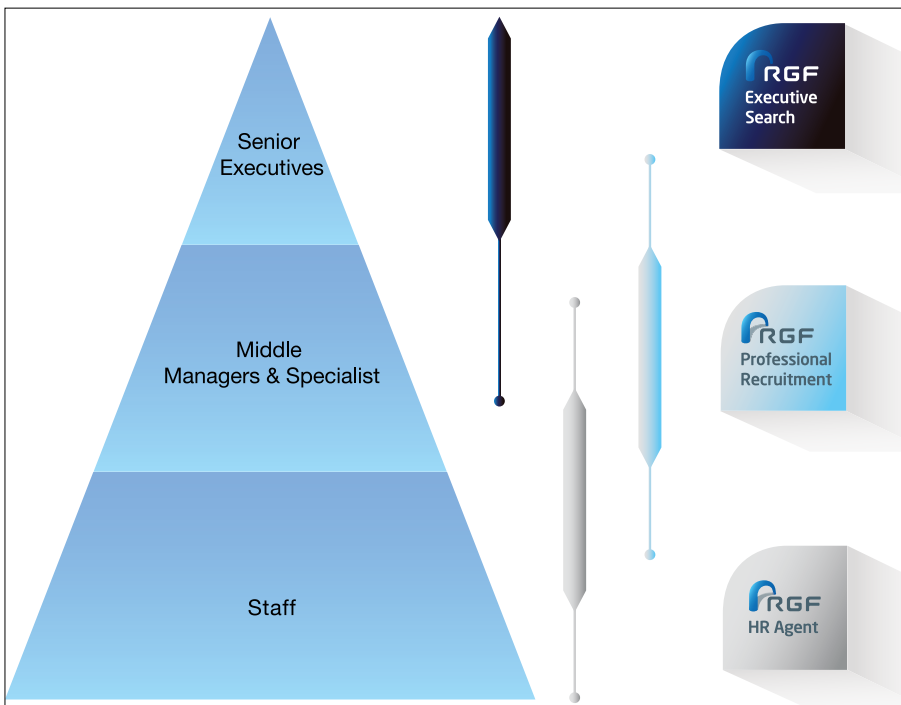 Senior
Executives
Middle
Managers & Specialist
Staff
RGF
Executive
Search
RGF
Professional
Recruitment
RGF
HR Agent